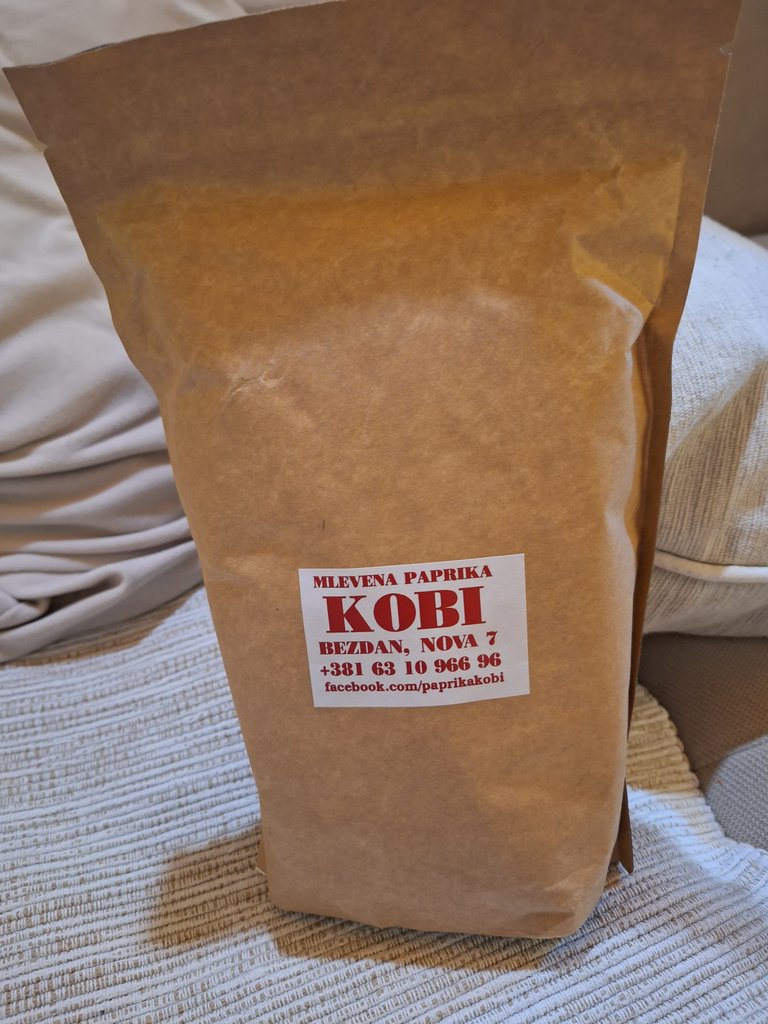 MLEVENA PAPRIKA
KOBI
BEZDAN, NOVA 7
+381 63 10 966 96
facebook.com/paprikakobi